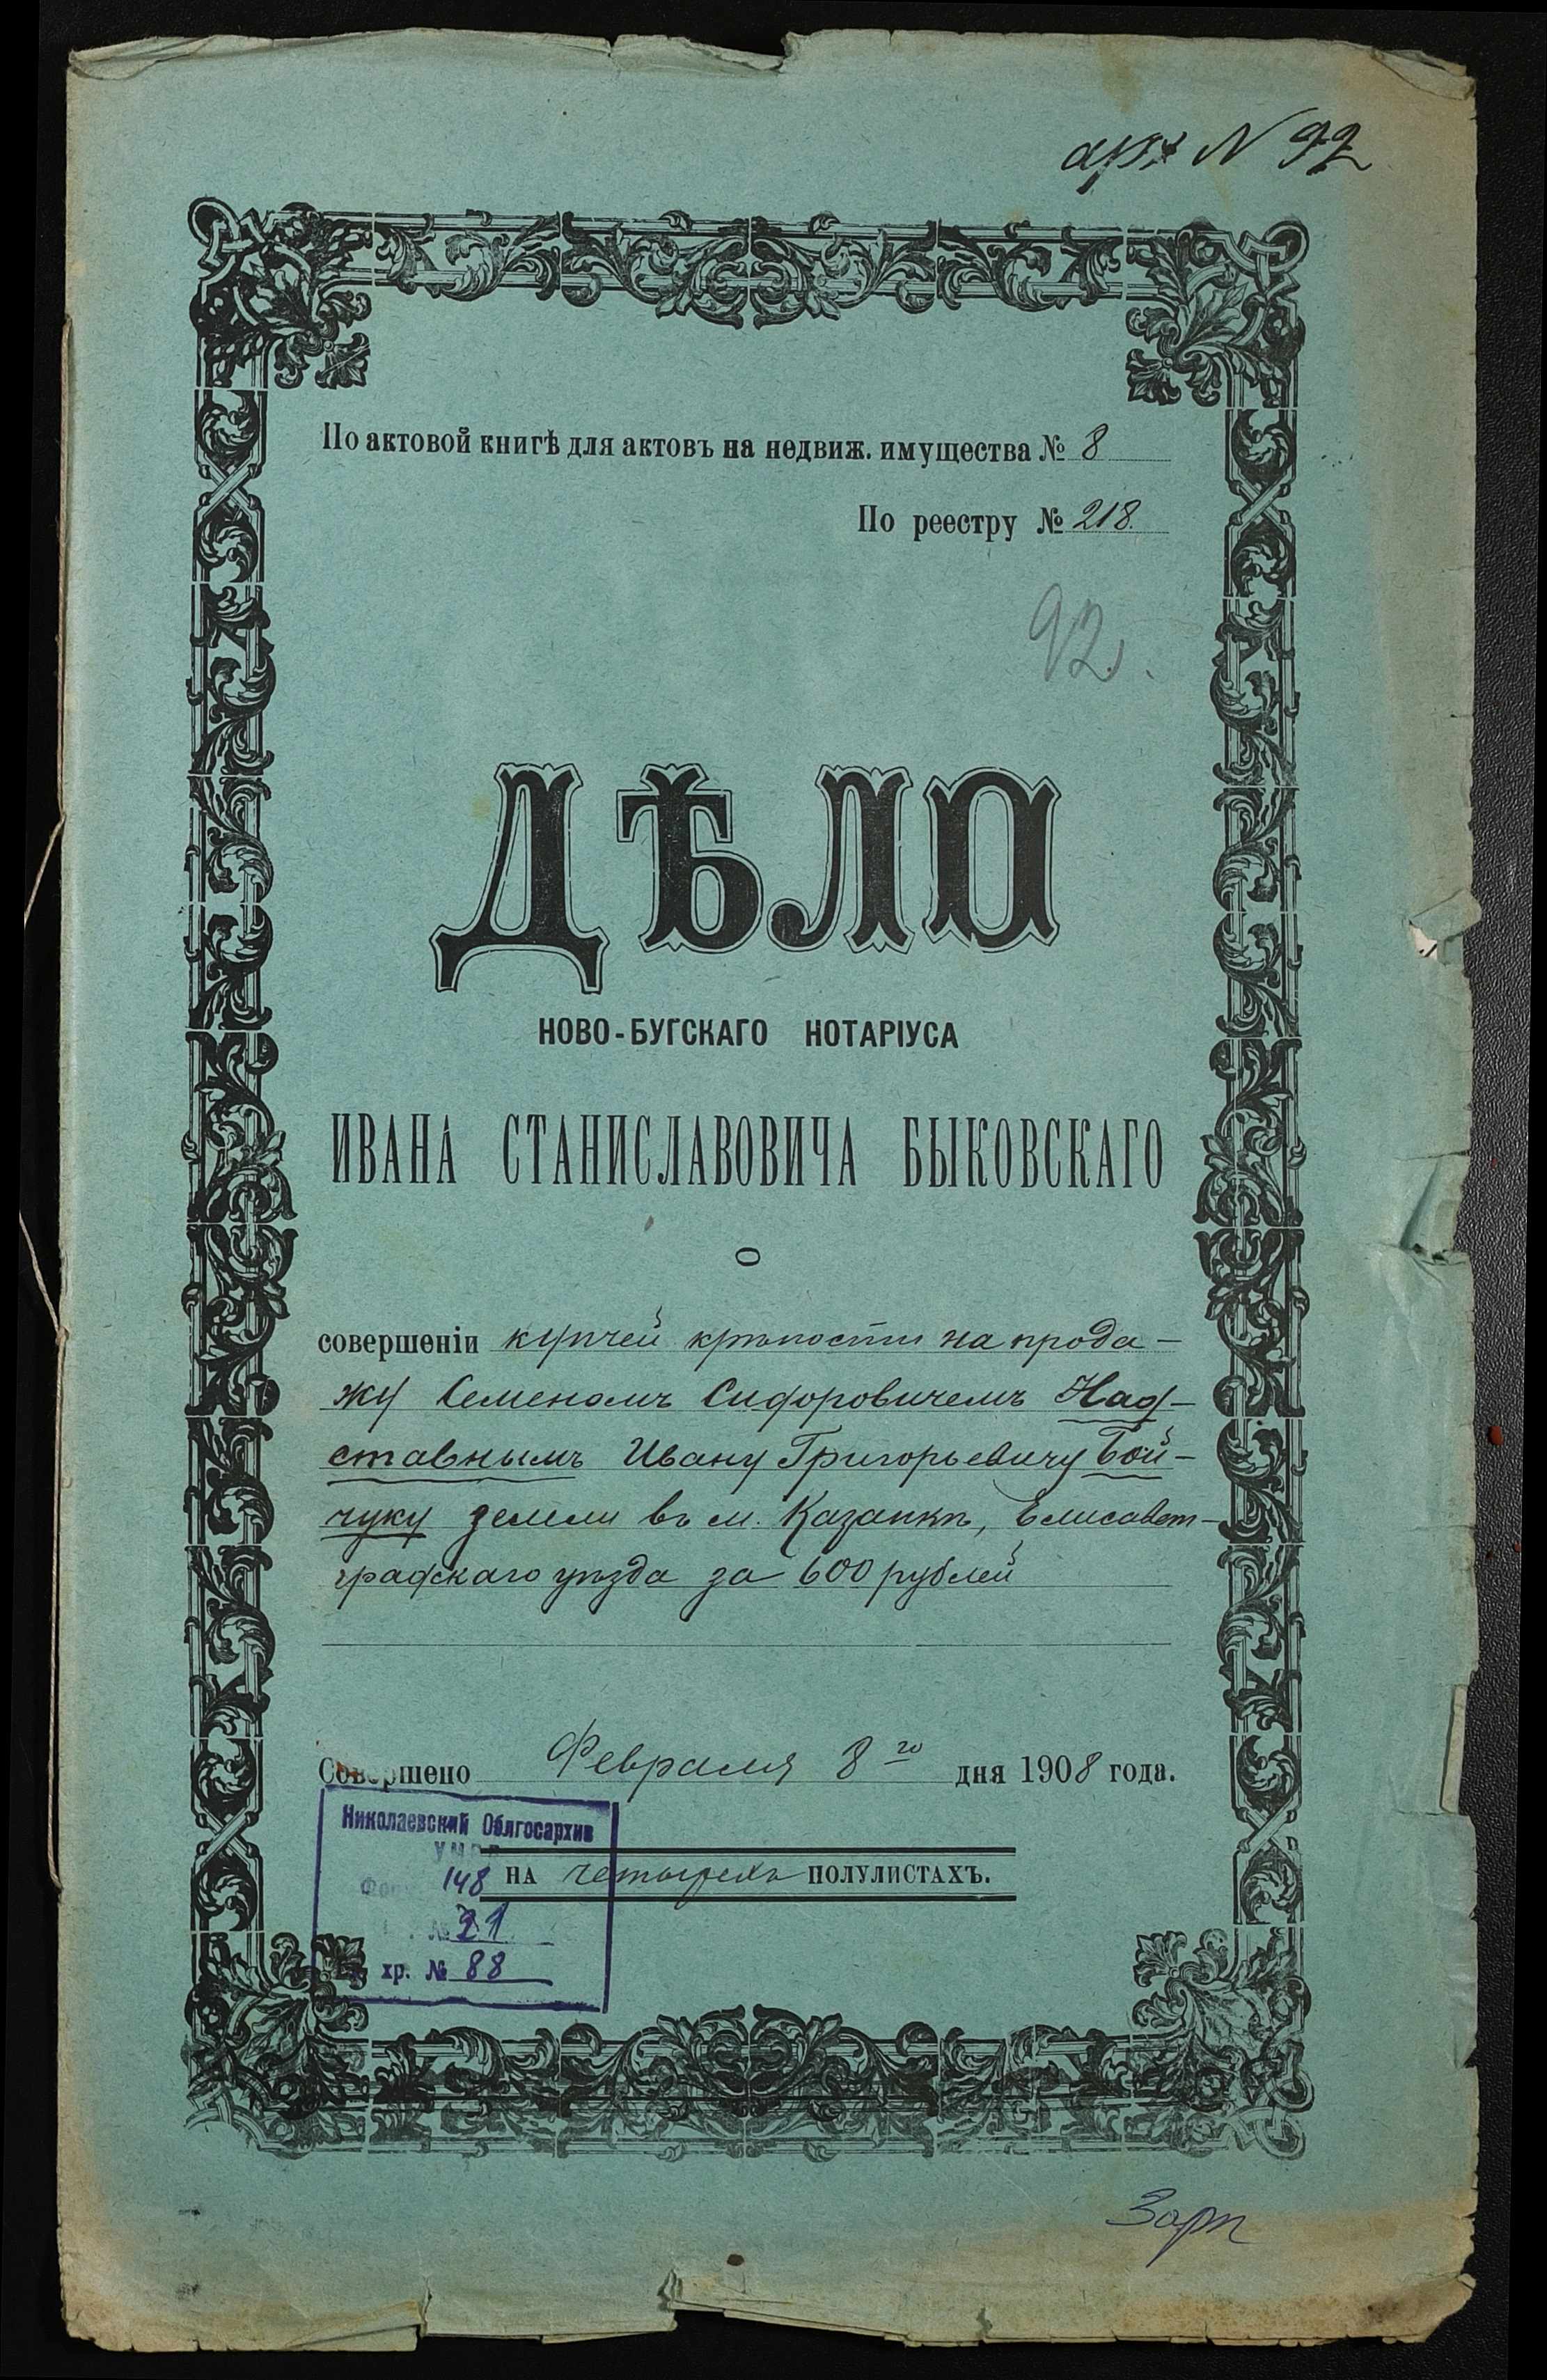 арх N 92
По актовой книгѣ для актовъ на недвиж. имущества № 8
По реестру № 218.
92.
ДѢЛО
НОВО-БУГСКАГО НОТАРІУСА
ИВАНА СТАНИСЛАВОВИЧА БЫКОВСКАГО
О
совершеніи купчей крѣпости на прода-
жу Семеномъ Сидоровичемъ Над-
ставнымъ Ивану Григорьевичу Бой-
чуку земли въ м. Казанкѣ, Елисавет-
градскаго уѣзда за 600 рублей
Совершено Февраля 8го дня 1908 года.
Николаевский Облгосархив
148
НА четырехъ ПОЛУЛИСТАХЪ.
№ 21
хр. № 88